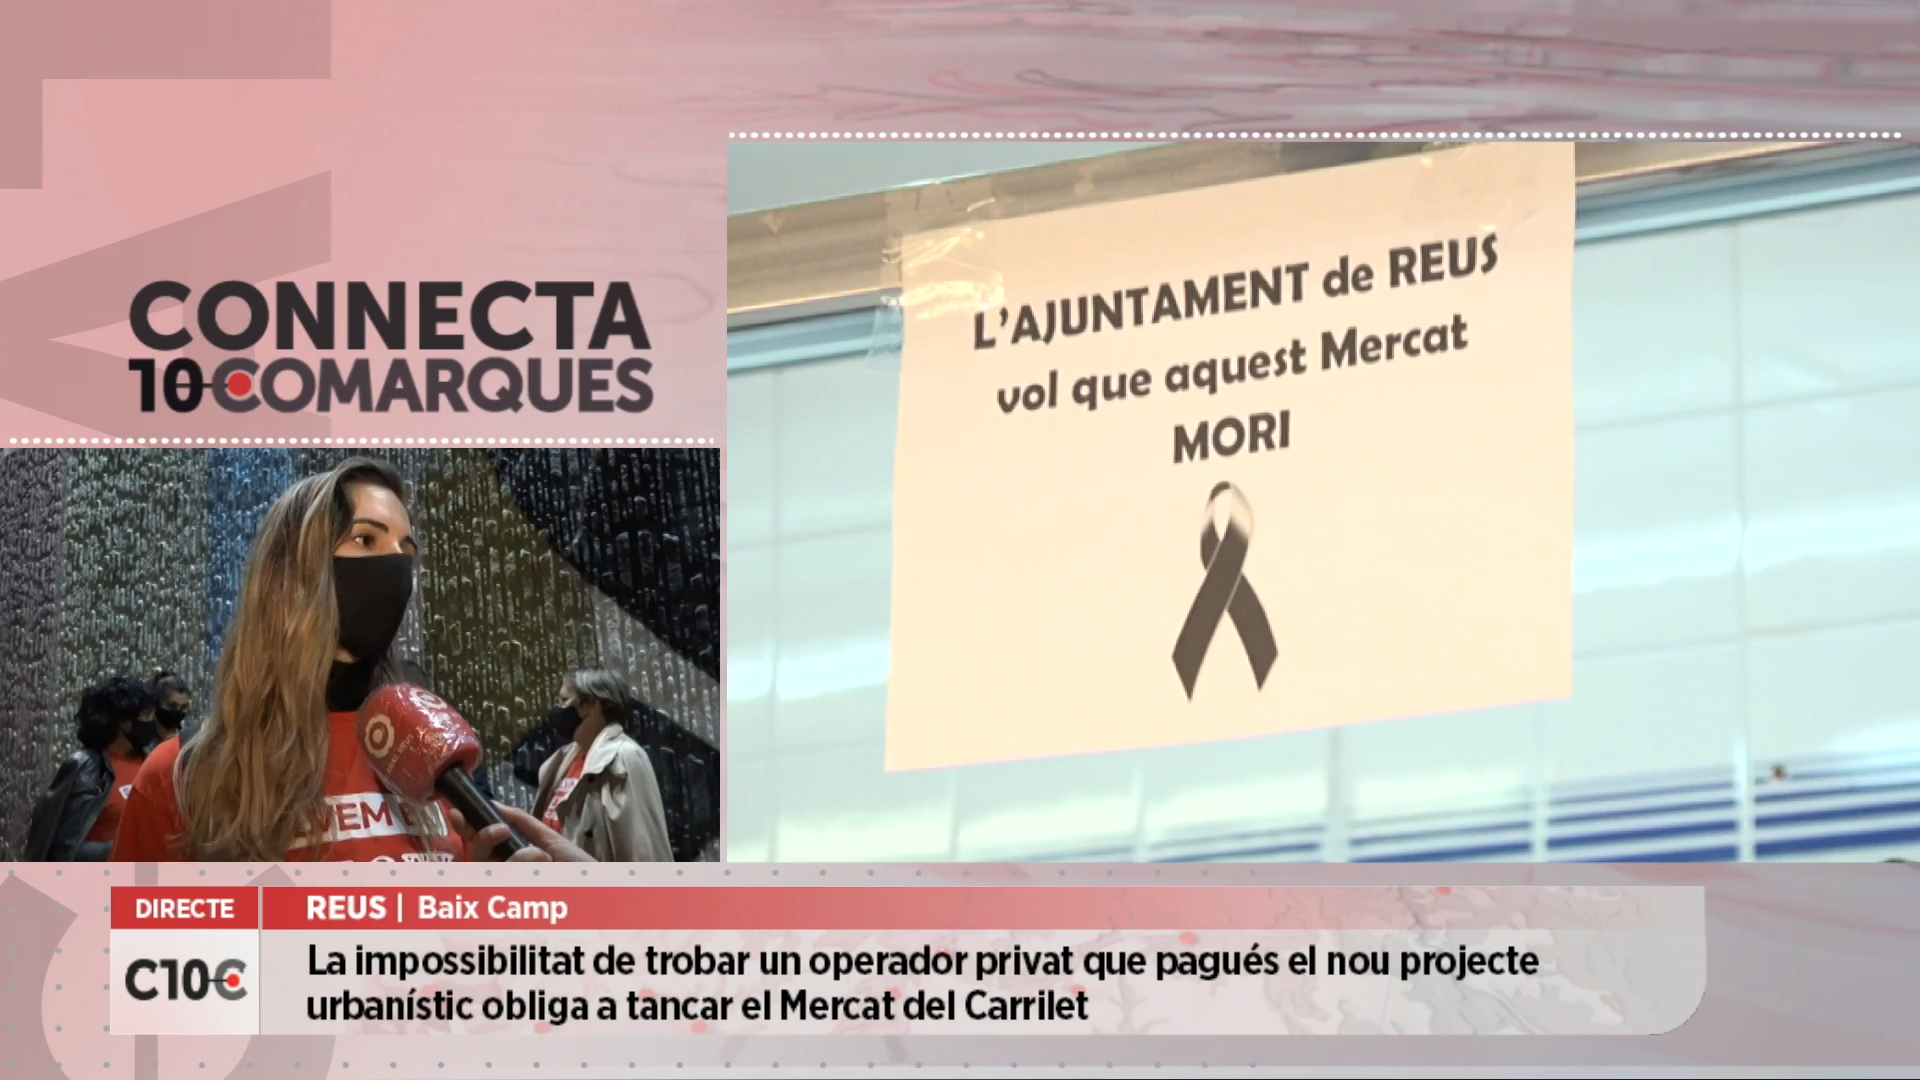 CONNECTA
10COMARQUES
L'AJUNTAMENT de REUS
vol que aquest Mercat
MORI
DIRECTE
REUS | Baix Camp
C10C
La impossibilitat de trobar un operador privat que pagués el nou projecte
urbanístic obliga a tancar el Mercat del Carrilet